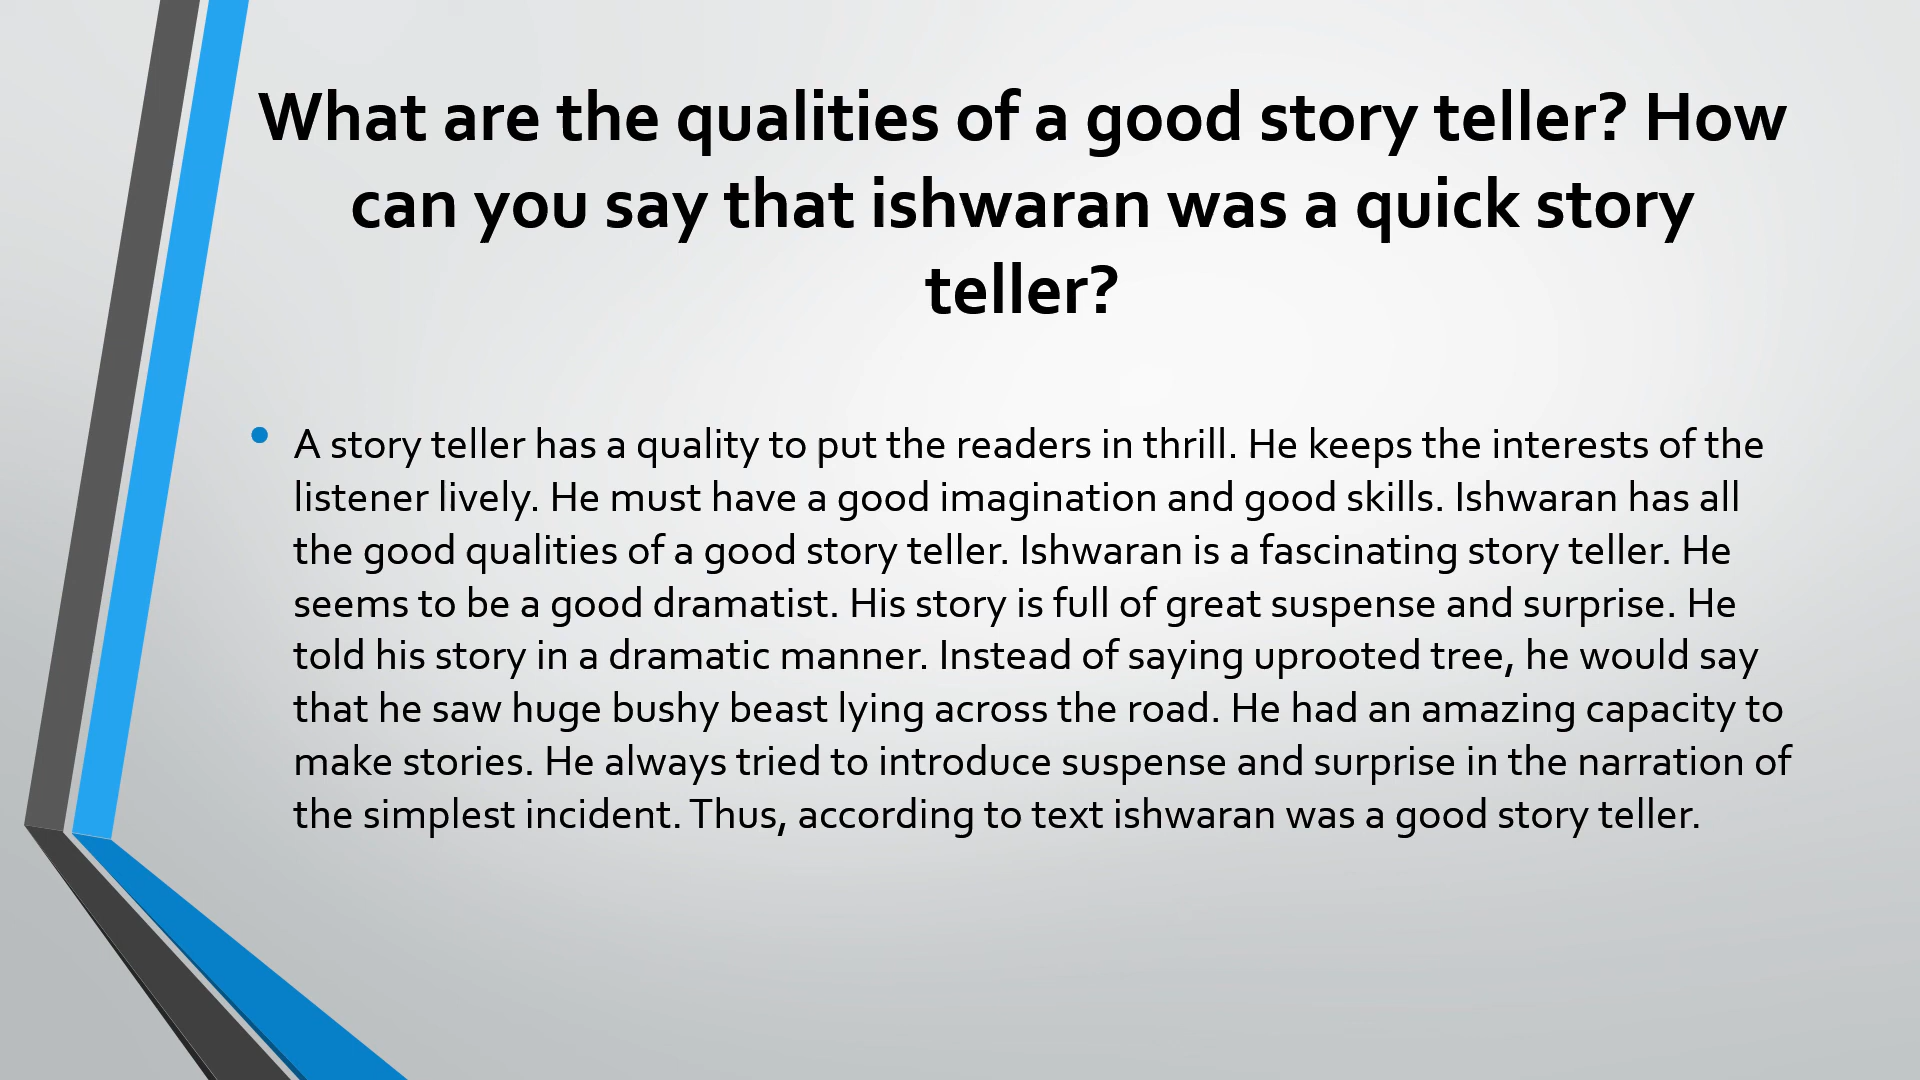 What are the qualities of a good story teller? How
can you say that ishwaran was a quick story
teller?
• A story teller has a quality to put the readers in thrill. He keeps the interests of the
listener lively. He must have a good imagination and good skills. Ishwaran has all
the good qualities of a good story teller. Ishwaran is a fascinating story teller. He
seems to be a good dramatist. His story is full of great suspense and surprise. He
told his story in a dramatic manner. Instead of saying uprooted tree, he would say
that he saw huge bushy beast lying across the road. He had an amazing capacity to
make stories. He always tried to introduce suspense and surprise in the narration of
the simplest incident. Thus, according to text ishwaran was a good story teller.